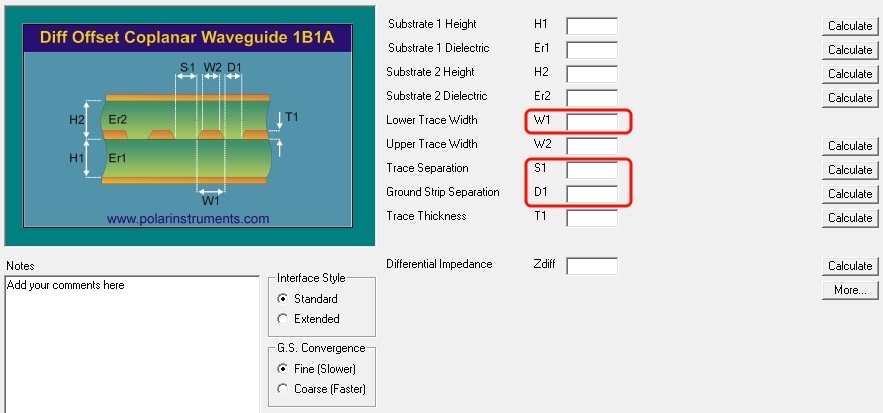 Diff Offset Coplanar Waveguide 1B1A
S1 W2 D1
H2 Er2 T1
H1 Er1
W1
www.polarinstruments.com
Substrate 1 Height H1 Calculate
Substrate 1 Dielectric Er1 Calculate
Substrate 2 Height H2 Calculate
Substrate 2 Dielectric Er2 Calculate
Lower Trace Width W1
Upper Trace Width W2 Calculate
Trace Separation S1 Calculate
Ground Strip Separation D1 Calculate
Trace Thickness T1 Calculate
Differential Impedance Zdiff Calculate
More...
Notes
Add your comments here
Interface Style
Standard
Extended
G.S. Convergence
Fine (Slower)
Coarse (Faster)